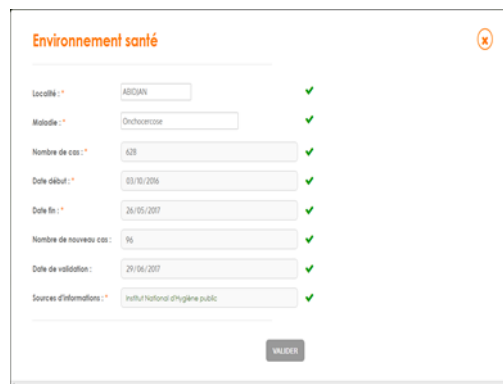 Environnement santé
x
Localité : * ABIDJAN
Maladie : * Onchocercose
Nombre de cas : * 628
Date début : * 03/10/2016
Date fin : * 26/05/2017
Nombre de nouveau cas : 96
Date de validation : 29/06/2017
Sources d'informations : * Institut National d'Hygiène public
VALIDER